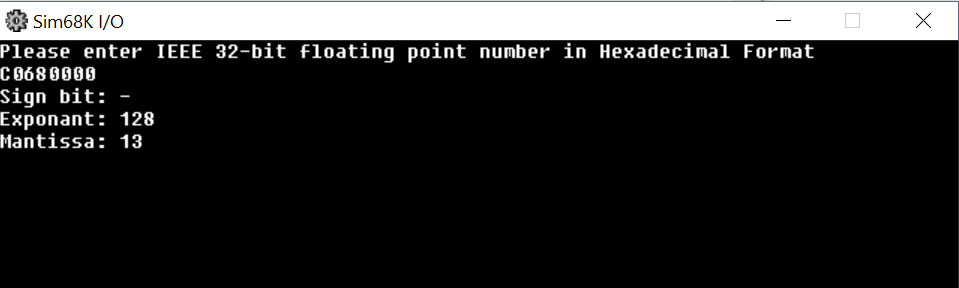 Sim68K I/O
Please enter IEEE 32-bit floating point number in Hexadecimal Format
C0680000
Sign bit: -
Exponant: 128
Mantissa: 13